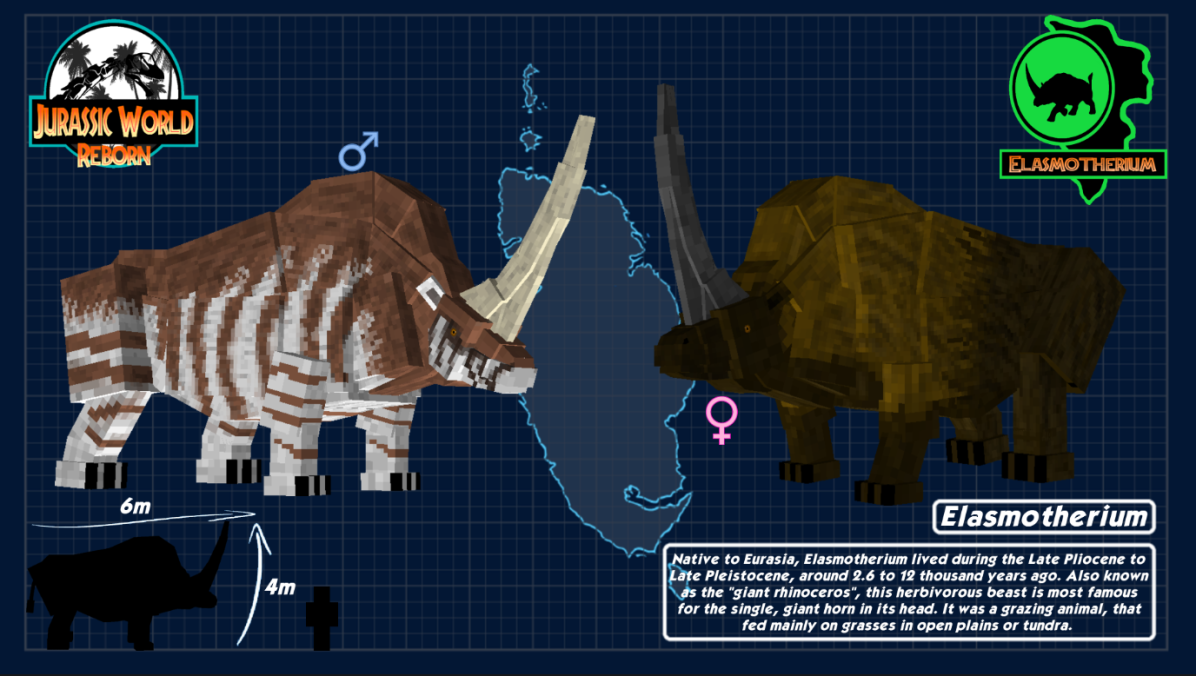 JURASSIC WORLD
REBORN
ELASMOTHERIUM
6m
4m
Elasmotherium
Native to Eurasia, Elasmotherium lived during the Late Pliocene to
Late Pleistocene, around 2.6 to 12 thousand years ago. Also known
as the "giant rhinoceros", this herbivorous beast is most famous
for the single, giant horn in its head. It was a grazing animal, that
fed mainly on grasses in open plains or tundra.